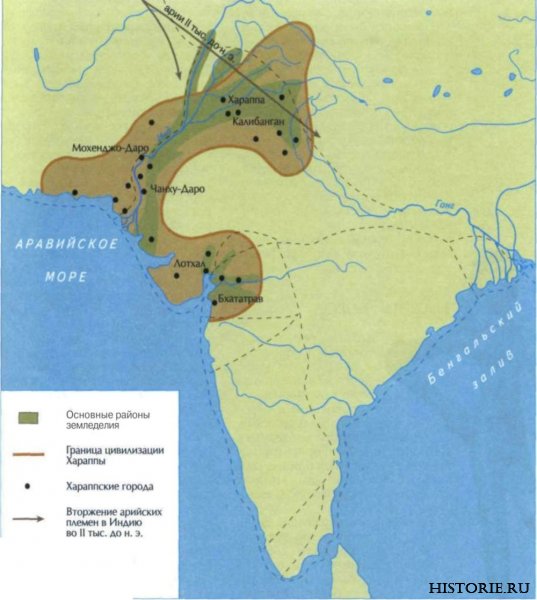 арии II тыс. до н. э.
Хараппа
Калибанган
Мохенджо-Даро
Чанху-Даро
Ганг
АРАВИЙСКОЕ
МОРЕ
Лотхал
Бхататрав
Бенгальский
залив
Основные районы
земледелия
Граница цивилизации
Хараппы
Хараппские города
Вторжение арийских
племен в Индию
во II тыс. до н. э.
HISTORIE.RU